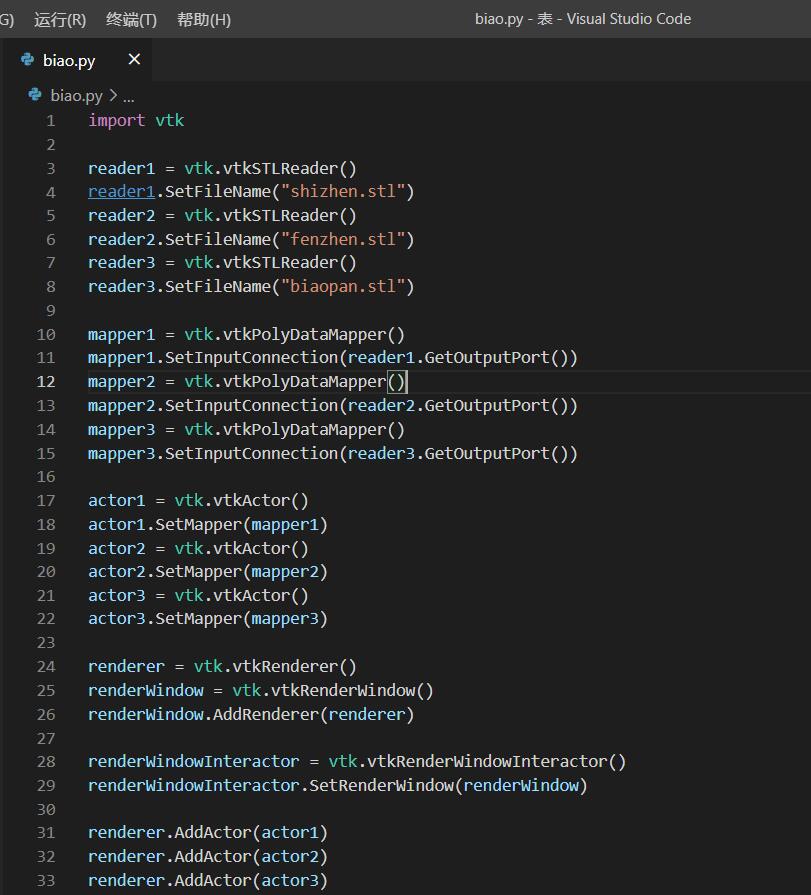 G) 运行(R) 终端(T) 帮助(H) biao.py - 表 - Visual Studio Code
biao.py ×
biao.py > ...
1 import vtk
2
3 reader1 = vtk.vtkSTLReader()
4 reader1.SetFileName("shizhen.stl")
5 reader2 = vtk.vtkSTLReader()
6 reader2.SetFileName("fenzhen.stl")
7 reader3 = vtk.vtkSTLReader()
8 reader3.SetFileName("biaopan.stl")
9
10 mapper1 = vtk.vtkPolyDataMapper()
11 mapper1.SetInputConnection(reader1.GetOutputPort())
12 mapper2 = vtk.vtkPolyDataMapper()
13 mapper2.SetInputConnection(reader2.GetOutputPort())
14 mapper3 = vtk.vtkPolyDataMapper()
15 mapper3.SetInputConnection(reader3.GetOutputPort())
16
17 actor1 = vtk.vtkActor()
18 actor1.SetMapper(mapper1)
19 actor2 = vtk.vtkActor()
20 actor2.SetMapper(mapper2)
21 actor3 = vtk.vtkActor()
22 actor3.SetMapper(mapper3)
23
24 renderer = vtk.vtkRenderer()
25 renderWindow = vtk.vtkRenderWindow()
26 renderWindow.AddRenderer(renderer)
27
28 renderWindowInteractor = vtk.vtkRenderWindowInteractor()
29 renderWindowInteractor.SetRenderWindow(renderWindow)
30
31 renderer.AddActor(actor1)
32 renderer.AddActor(actor2)
33 renderer.AddActor(actor3)